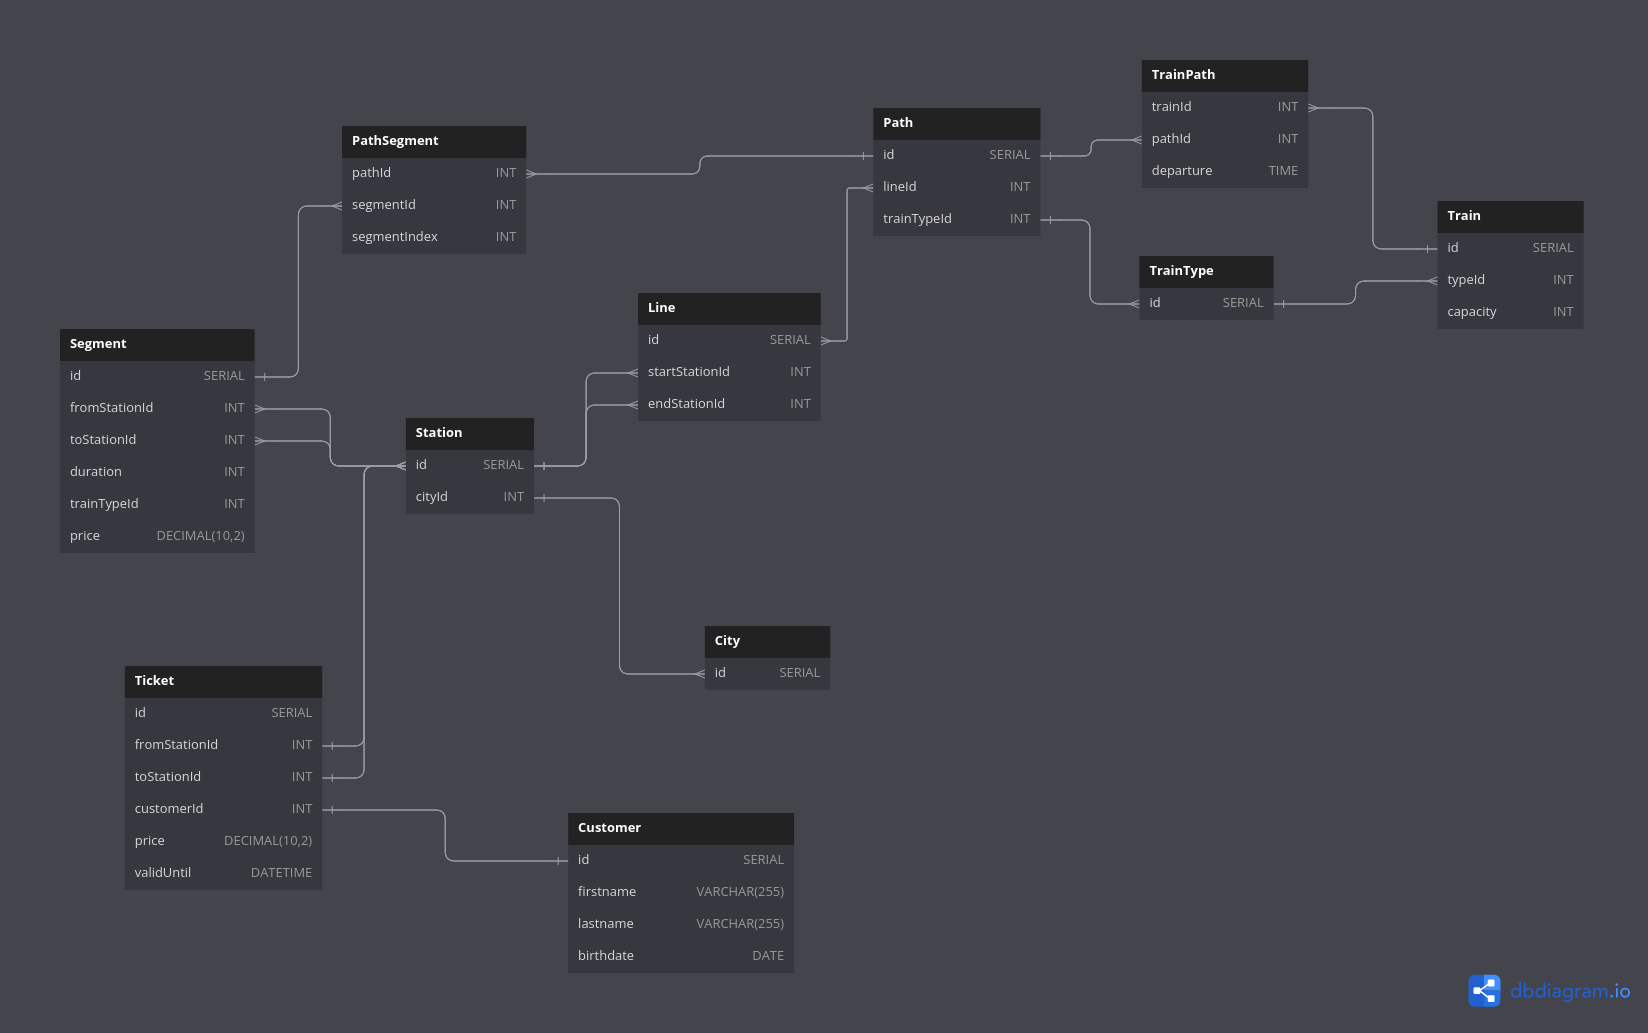 TrainPath
trainId INT
pathId INT
departure TIME
Path
id SERIAL
lineId INT
trainTypeId INT
PathSegment
pathId INT
segmentId INT
segmentIndex INT
Train
id SERIAL
typeId INT
capacity INT
TrainType
id SERIAL
Line
id SERIAL
startStationId INT
endStationId INT
Segment
id SERIAL
fromStationId INT
toStationId INT
duration INT
trainTypeId INT
price DECIMAL(10,2)
Station
id SERIAL
cityId INT
City
id SERIAL
Ticket
id SERIAL
fromStationId INT
toStationId INT
customerId INT
price DECIMAL(10,2)
validUntil DATETIME
Customer
id SERIAL
firstname VARCHAR(255)
lastname VARCHAR(255)
birthdate DATE
dbdiagram.io